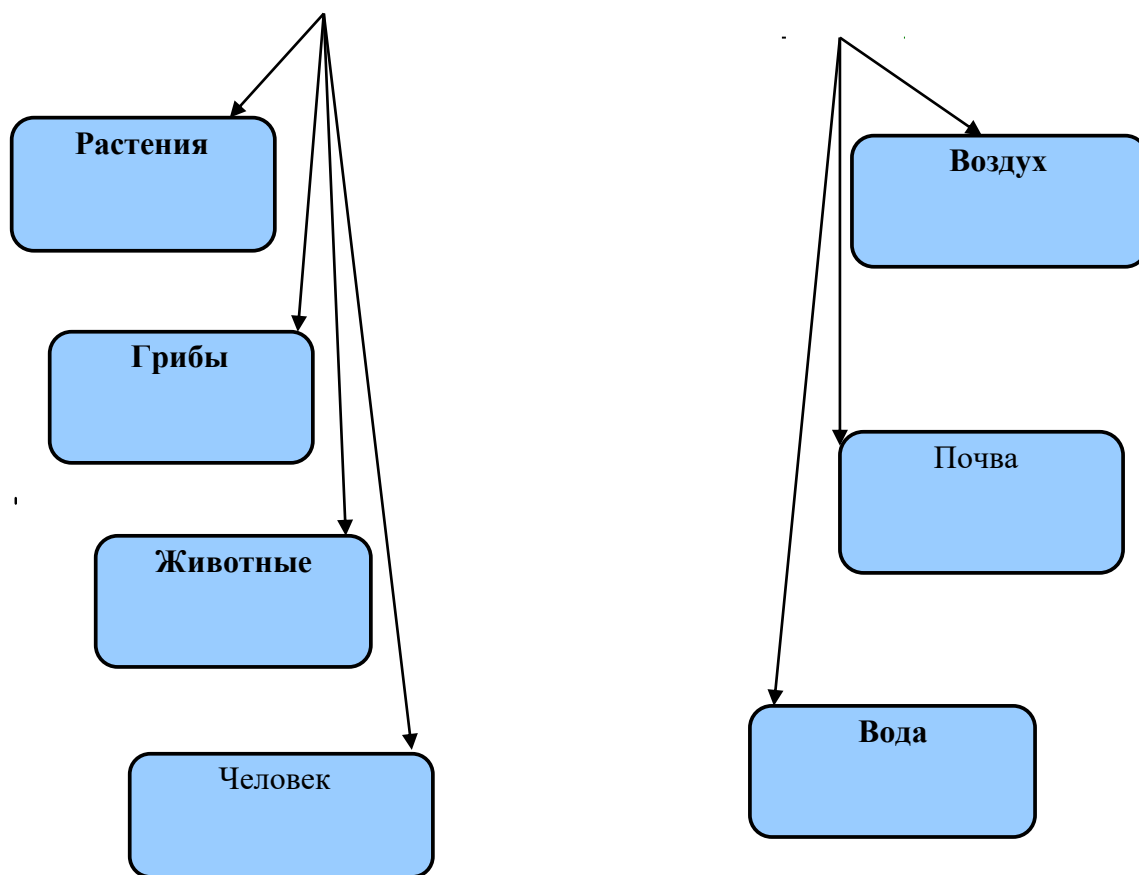 Растения
Воздух
Грибы
Почва
Животные
Вода
Человек